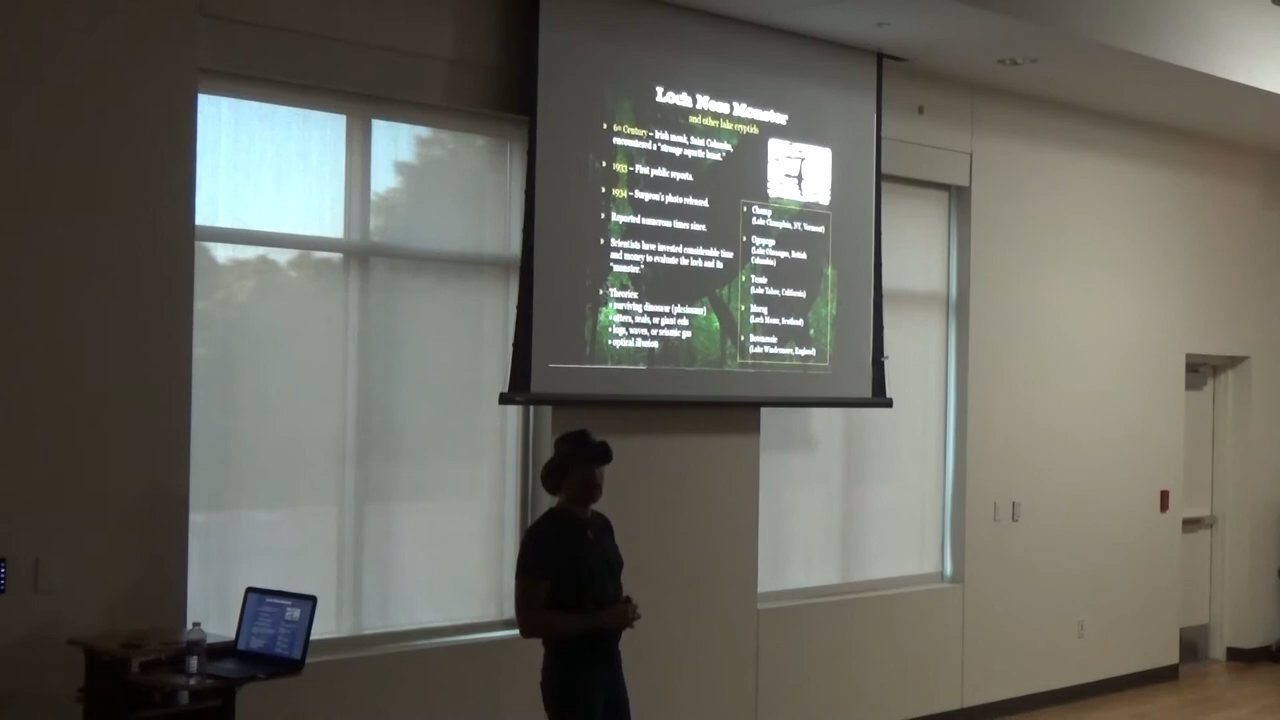 Loch Ness Monster
and other lake cryptids
6th Century – Irish monk, Saint Columba,
encountered a "strange aquatic beast."
1933 – First public reports.
1934 – Surgeon's photo released.
Reported numerous times since.
Scientists have invested considerable time
and money to evaluate the loch and its
"monster."
Theories:
surviving dinosaur (plesiosaur)
otters, seals, or giant eels
logs, waves, or seismic gas
optical illusion
Champ
(Lake Champlain, NY, Vermont)
Ogopogo
(Lake Okanagan, British
Columbia)
Tessie
(Lake Tahoe, California)
Morag
(Loch Morar, Scotland)
Bownessie
(Lake Windermere, England)